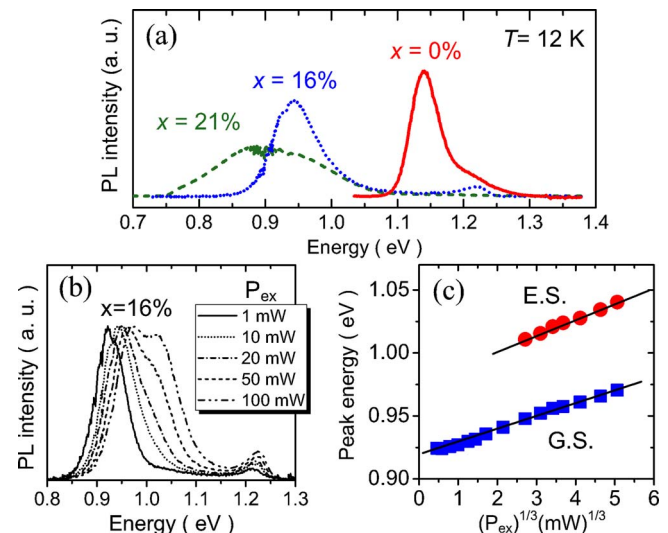 (a)
T= 12 K
x = 0%
x = 16%
x = 21%
PL intensity (a. u.)
0.7 0.8 0.9 1.0 1.1 1.2 1.3 1.4
Energy ( eV )
(b)
x=16%
P_ex
1 mW
10 mW
20 mW
50 mW
100 mW
PL intensity ( a. u. )
0.8 0.9 1.0 1.1 1.2 1.3
Energy ( eV )
(c)
E.S.
G.S.
Peak energy ( eV )
1.05
1.00
0.95
0.90
0 1 2 3 4 5 6
(P_ex)^1/3 (mW)^1/3